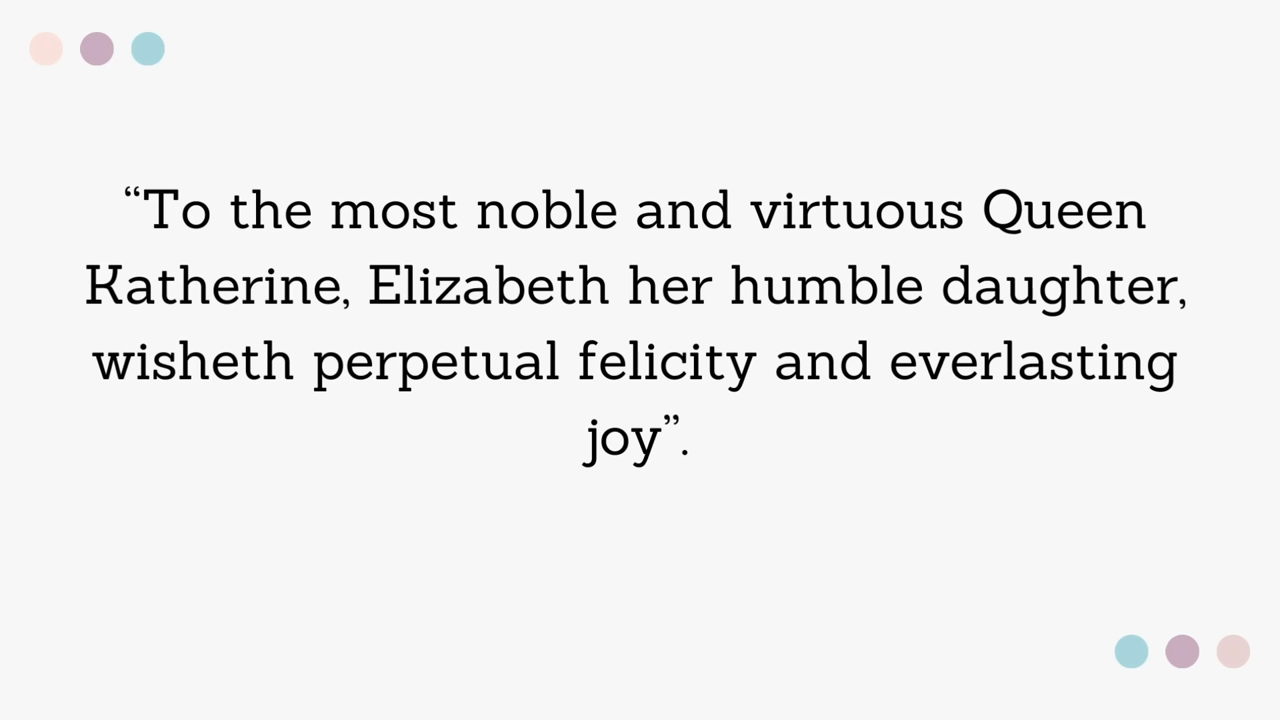 “To the most noble and virtuous Queen
Katherine, Elizabeth her humble daughter,
wisheth perpetual felicity and everlasting
joy”.